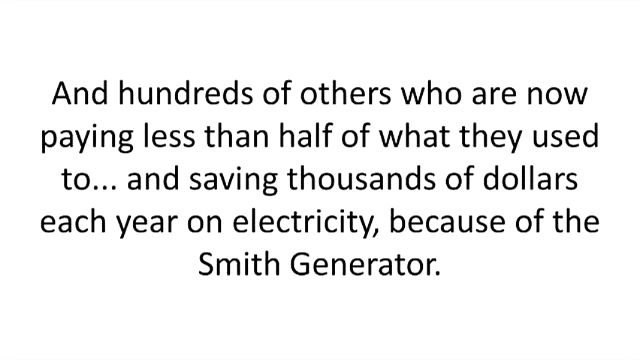 And hundreds of others who are now
paying less than half of what they used
to... and saving thousands of dollars
each year on electricity, because of the
Smith Generator.